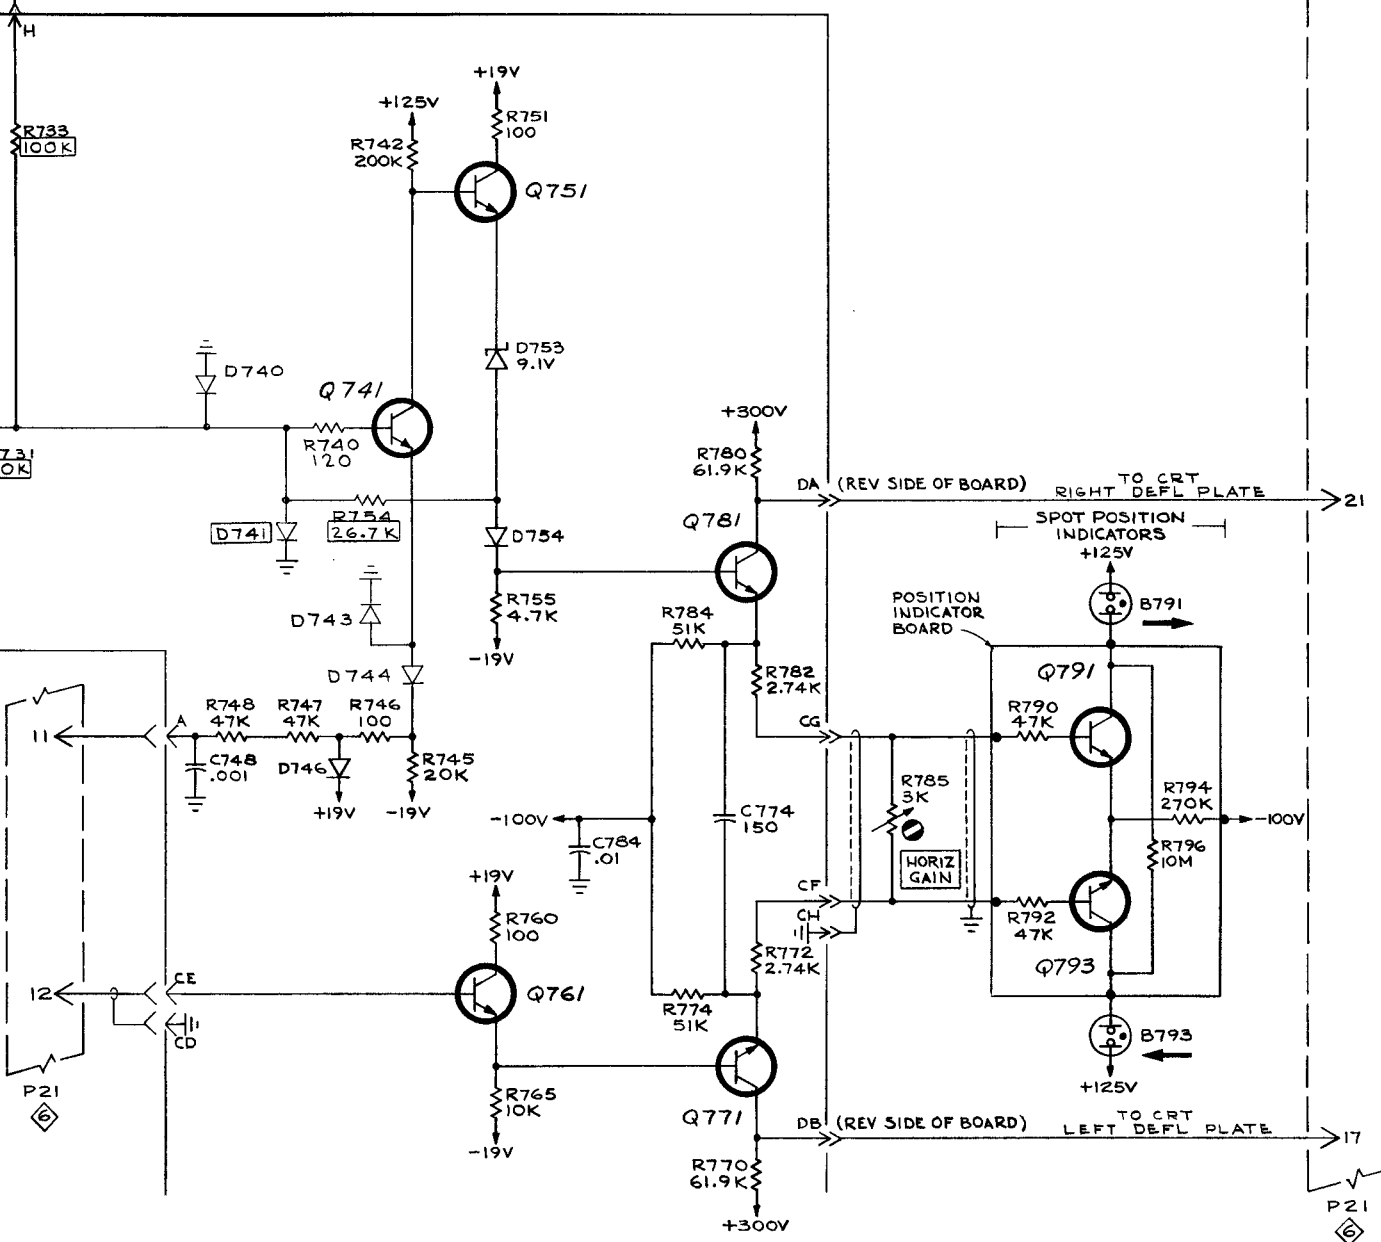 H
+19V
+125V
R751
100
R733
100K
R742
200K
Q751
D753
9.1V
D740
Q741
+300V
R740
120
R780
61.9K
731
0K
DA (REV SIDE OF BOARD)
TO CRT
RIGHT DEFL PLATE
21
R754
26.7K
D741
D754
Q781
SPOT POSITION
INDICATORS
+125V
R755
4.7K
POSITION
INDICATOR
BOARD
B791
D743
R784
51K
-19V
D744
R782
2.74K
Q791
R748
47K
R747
47K
R746
100
A
CG
R790
47K
11
C748
.001
D746
R745
20K
R785
3K
R794
270K
+19V
-19V
-100V
C774
150
-100V
C784
.01
HORIZ
GAIN
R796
10M
+19V
CF
R760
100
CH
R792
47K
R772
2.74K
Q793
CE
12
Q761
R774
51K
CD
B793
P21
6
R765
10K
+125V
Q771
DB (REV SIDE OF BOARD)
TO CRT
LEFT DEFL PLATE
17
-19V
R770
61.9K
P21
6
+300V